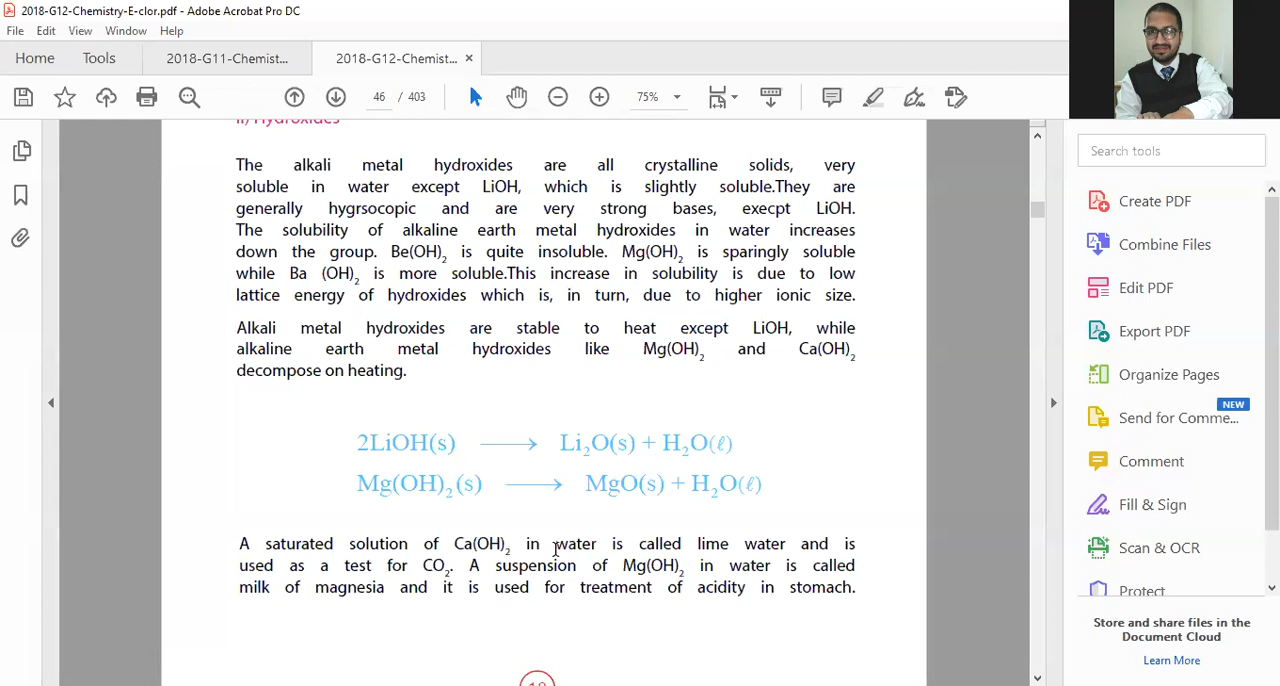 2018-G12-Chemistry-E-clor.pdf - Adobe Acrobat Pro DC
File Edit View Window Help
Home Tools 2018-G11-Chemist... 2018-G12-Chemist... ×
46 / 403 75%
II) Hydroxides
The alkali metal hydroxides are all crystalline solids, very
soluble in water except LiOH, which is slightly soluble.They are
generally hygrsocopic and are very strong bases, execpt LiOH.
The solubility of alkaline earth metal hydroxides in water increases
down the group. Be(OH)₂ is quite insoluble. Mg(OH)₂ is sparingly soluble
while Ba (OH)₂ is more soluble.This increase in solubility is due to low
lattice energy of hydroxides which is, in turn, due to higher ionic size.
Alkali metal hydroxides are stable to heat except LiOH, while
alkaline earth metal hydroxides like Mg(OH)₂ and Ca(OH)₂
decompose on heating.
2LiOH(s) ⟶ Li₂O(s) + H₂O(ℓ)
Mg(OH)₂(s) ⟶ MgO(s) + H₂O(ℓ)
A saturated solution of Ca(OH)₂ in water is called lime water and is
used as a test for CO₂. A suspension of Mg(OH)₂ in water is called
milk of magnesia and it is used for treatment of acidity in stomach.
Search tools
Create PDF
Combine Files
Edit PDF
Export PDF
Organize Pages
NEW
Send for Comme...
Comment
Fill & Sign
Scan & OCR
Protect
Store and share files in the
Document Cloud
Learn More